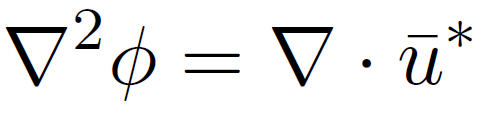 ∇²ϕ = ∇ · ū*